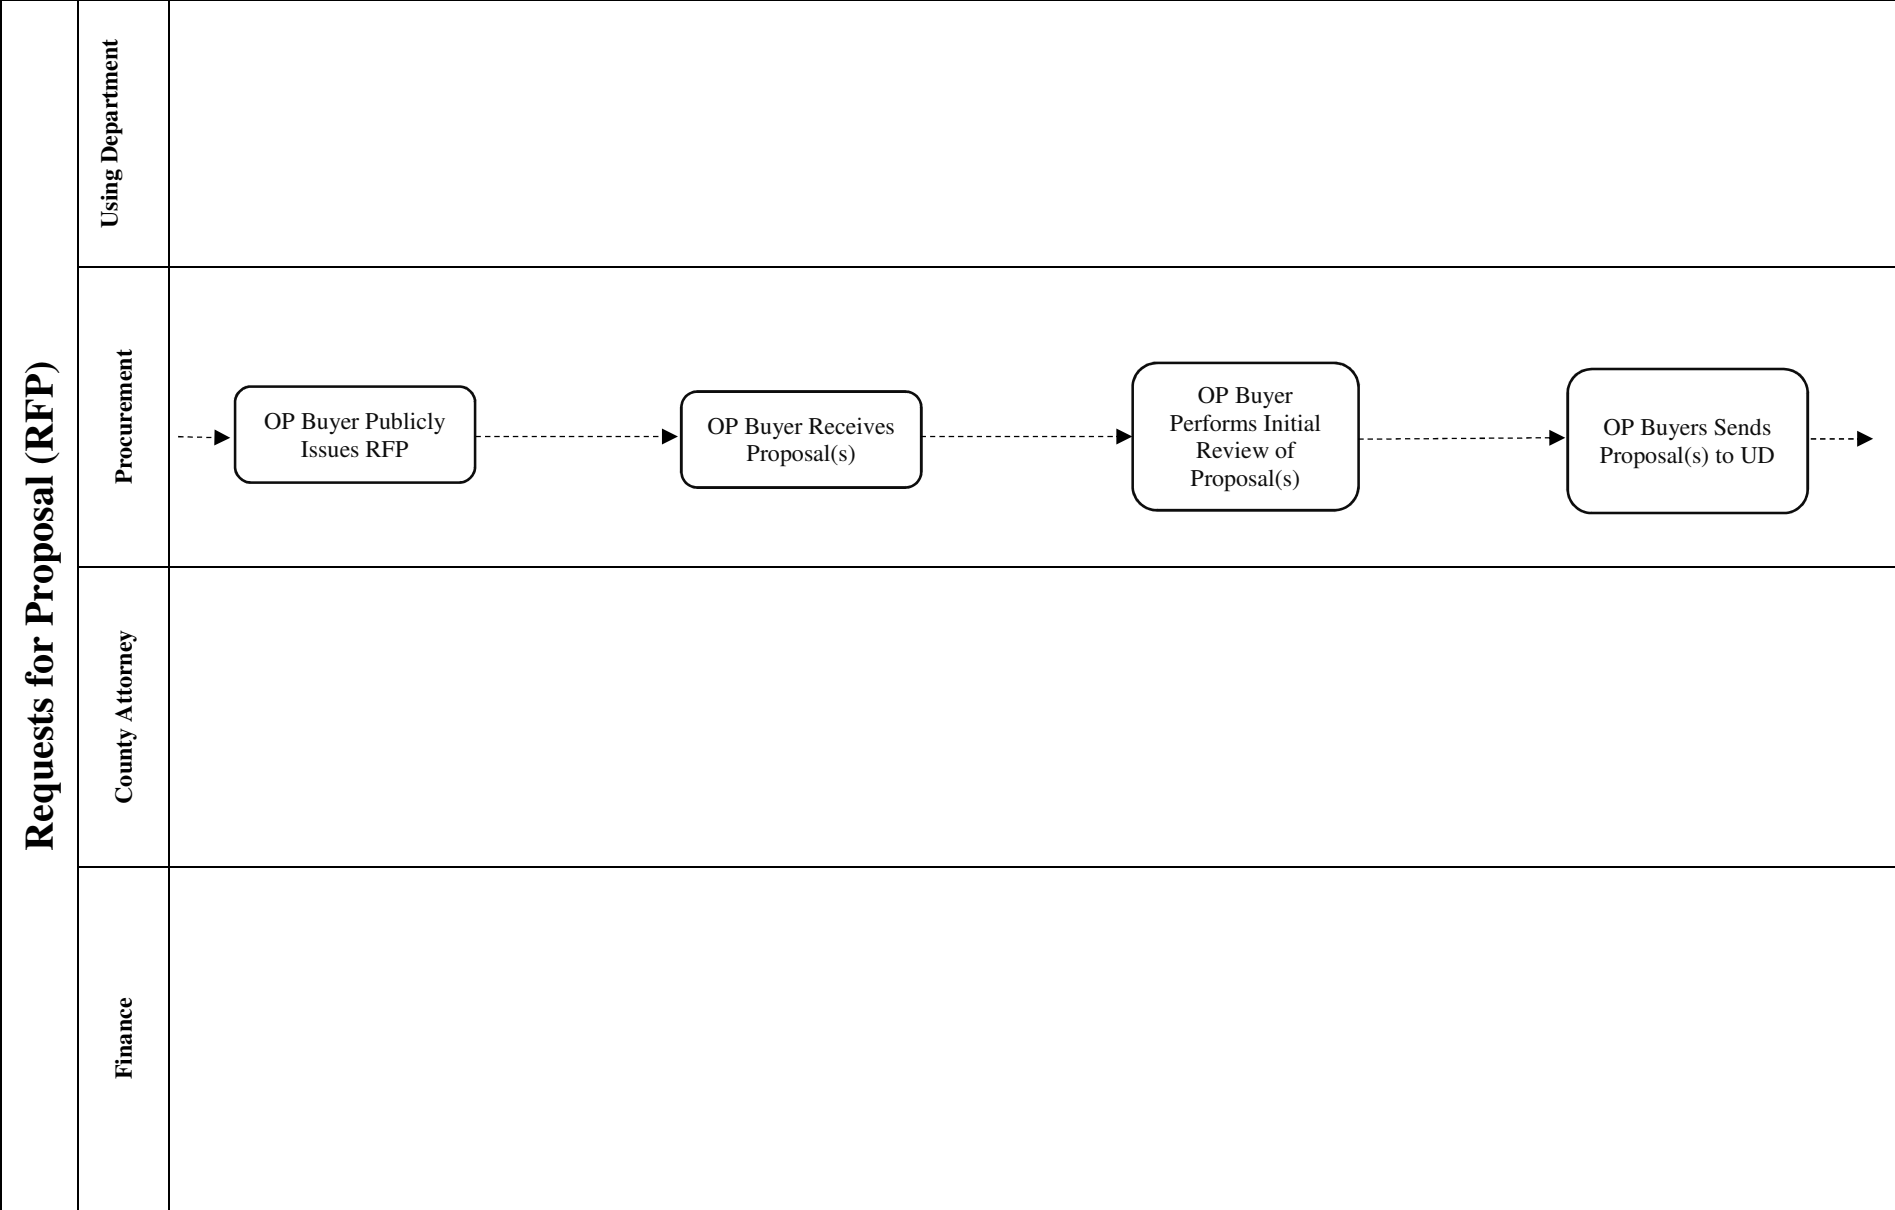 Requests for Proposal (RFP)
Using Department
Procurement
OP Buyer Publicly
Issues RFP
OP Buyer Receives
Proposal(s)
OP Buyer
Performs Initial
Review of
Proposal(s)
OP Buyers Sends
Proposal(s) to UD
County Attorney
Finance